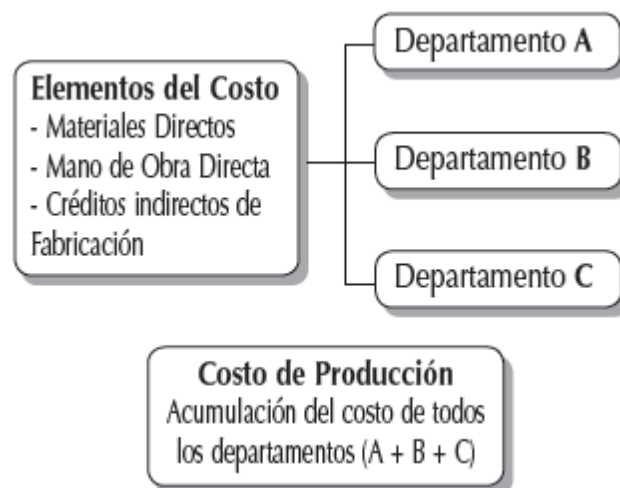 Elementos del Costo
- Materiales Directos
- Mano de Obra Directa
- Créditos indirectos de
Fabricación
Departamento A
Departamento B
Departamento C
Costo de Producción
Acumulación del costo de todos
los departamentos (A + B + C)